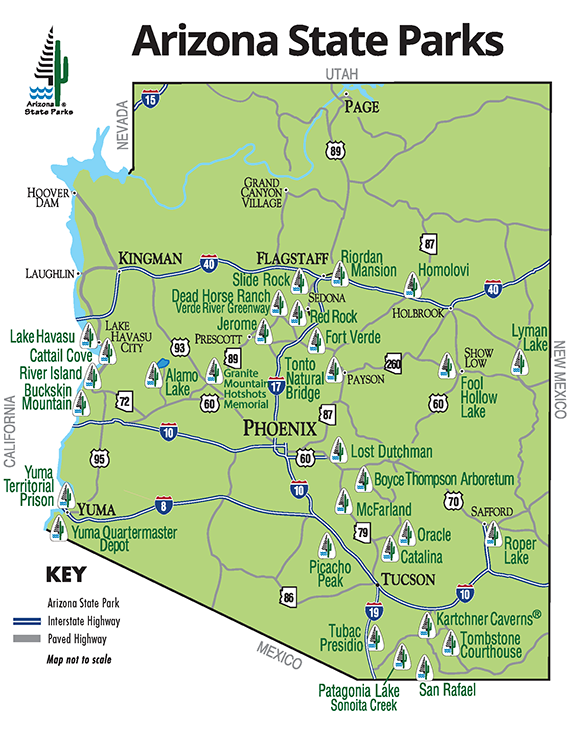 Arizona State Parks
Arizona ®
State Parks
UTAH
NEVADA
15
PAGE
89
HOOVER
DAM
GRAND
CANYON
VILLAGE
87
KINGMAN
40
FLAGSTAFF
Riordan
Mansion
Homolovi
40
LAUGHLIN
Slide Rock
Dead Horse Ranch
Verde River Greenway
SEDONA
Red Rock
HOLBROOK
Jerome
PRESCOTT
Fort Verde
Lyman
Lake
Lake Havasu
LAKE
HAVASU
CITY
Cattail Cove
93
89
River Island
Alamo
Lake
Granite
Mountain
Hotshots
Memorial
Tonto
Natural
Bridge
PAYSON
260
SHOW
LOW
Fool
Hollow
Lake
Buckskin
Mountain
72
60
17
87
60
NEW MEXICO
CALIFORNIA
10
PHOENIX
60
Lost Dutchman
95
Boyce Thompson Arboretum
Yuma
Territorial
Prison
10
McFarland
70
YUMA
8
SAFFORD
Yuma Quartermaster
Depot
79
Oracle
Catalina
Roper
Lake
Picacho
Peak
TUCSON
86
10
19
Kartchner Caverns®
Tubac
Presidio
Tombstone
Courthouse
MEXICO
Patagonia Lake
Sonoita Creek
San Rafael
KEY
Arizona State Park
Interstate Highway
Paved Highway
Map not to scale